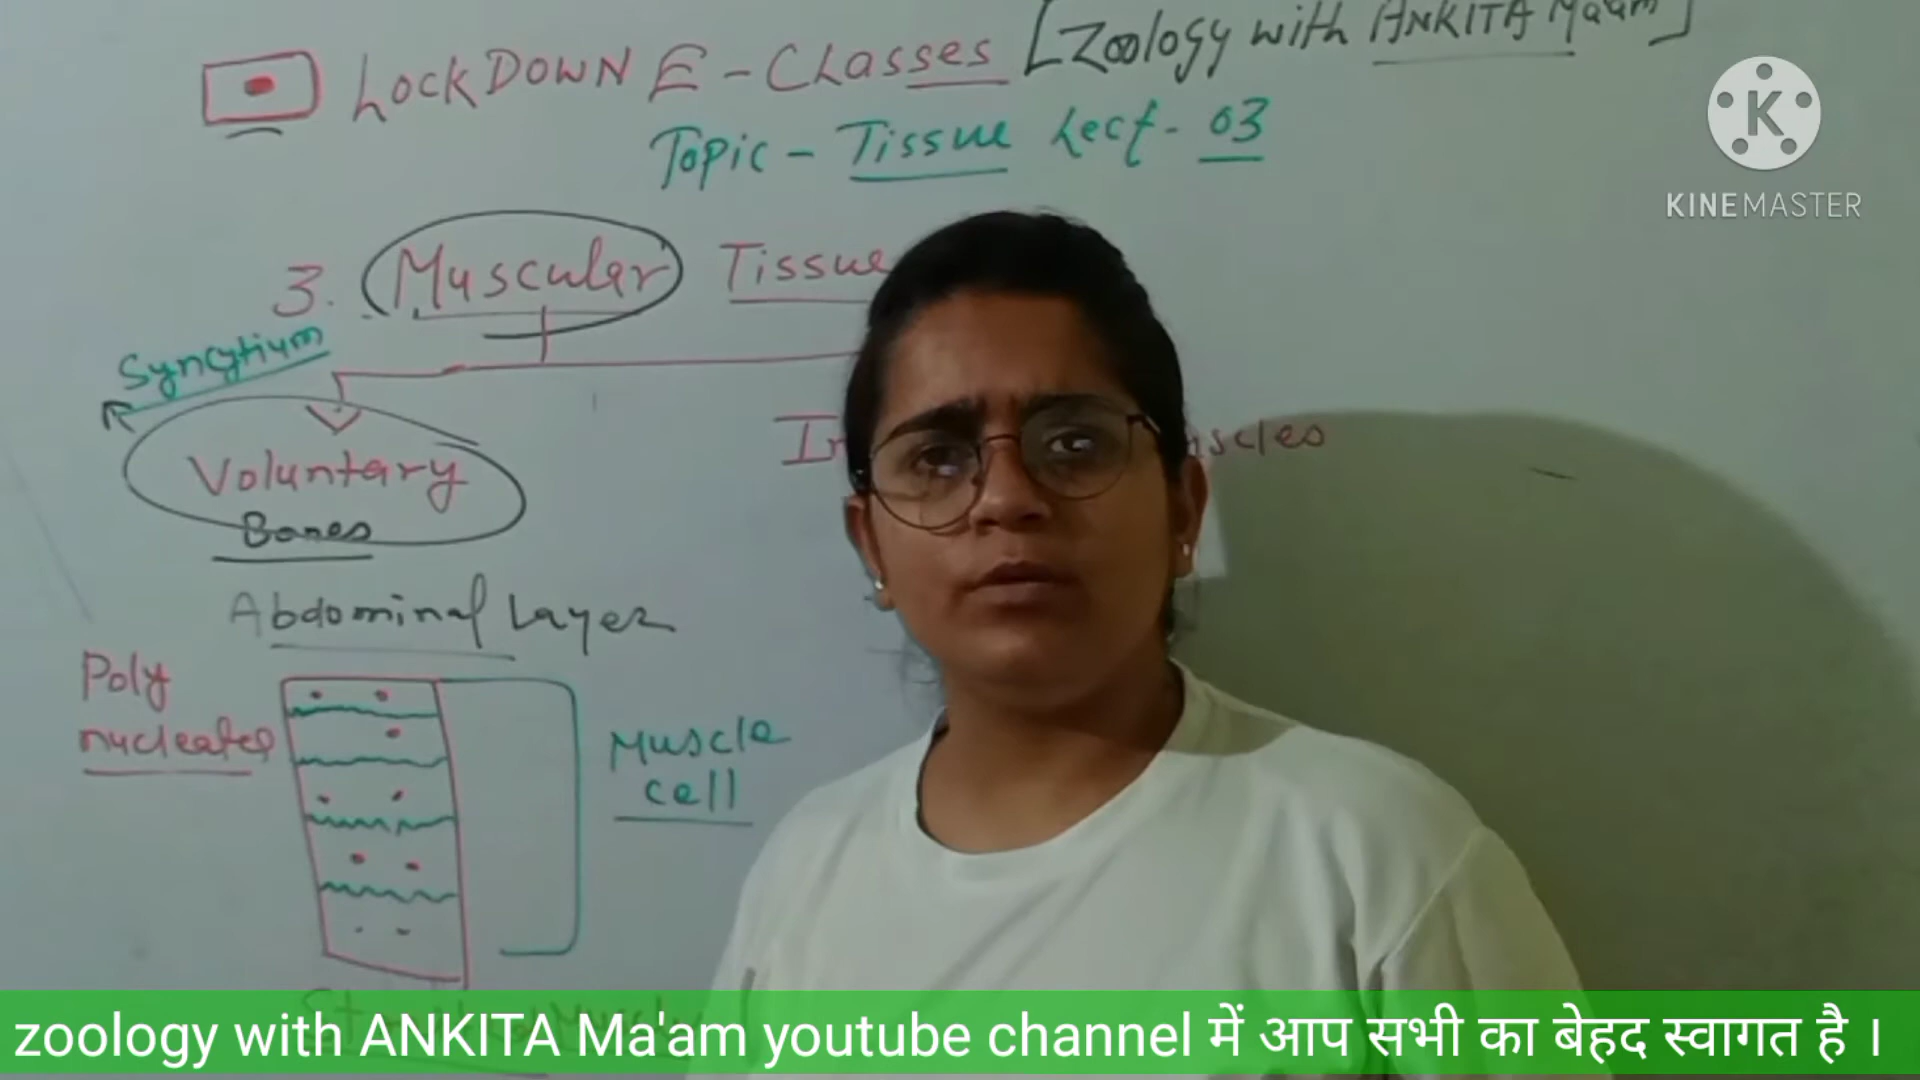 LOCKDOWN E-Classes [Zoology with ANKITA Ma'am]
Topic - Tissue Lect- 03
KINEMASTER
3. Muscular Tissue
Syncytium
Voluntary
Bones
Abdominal Layer
Poly
nucleated
Muscle
cell
zoology with ANKITA Ma'am youtube channel में आप सभी का बेहद स्वागत है ।